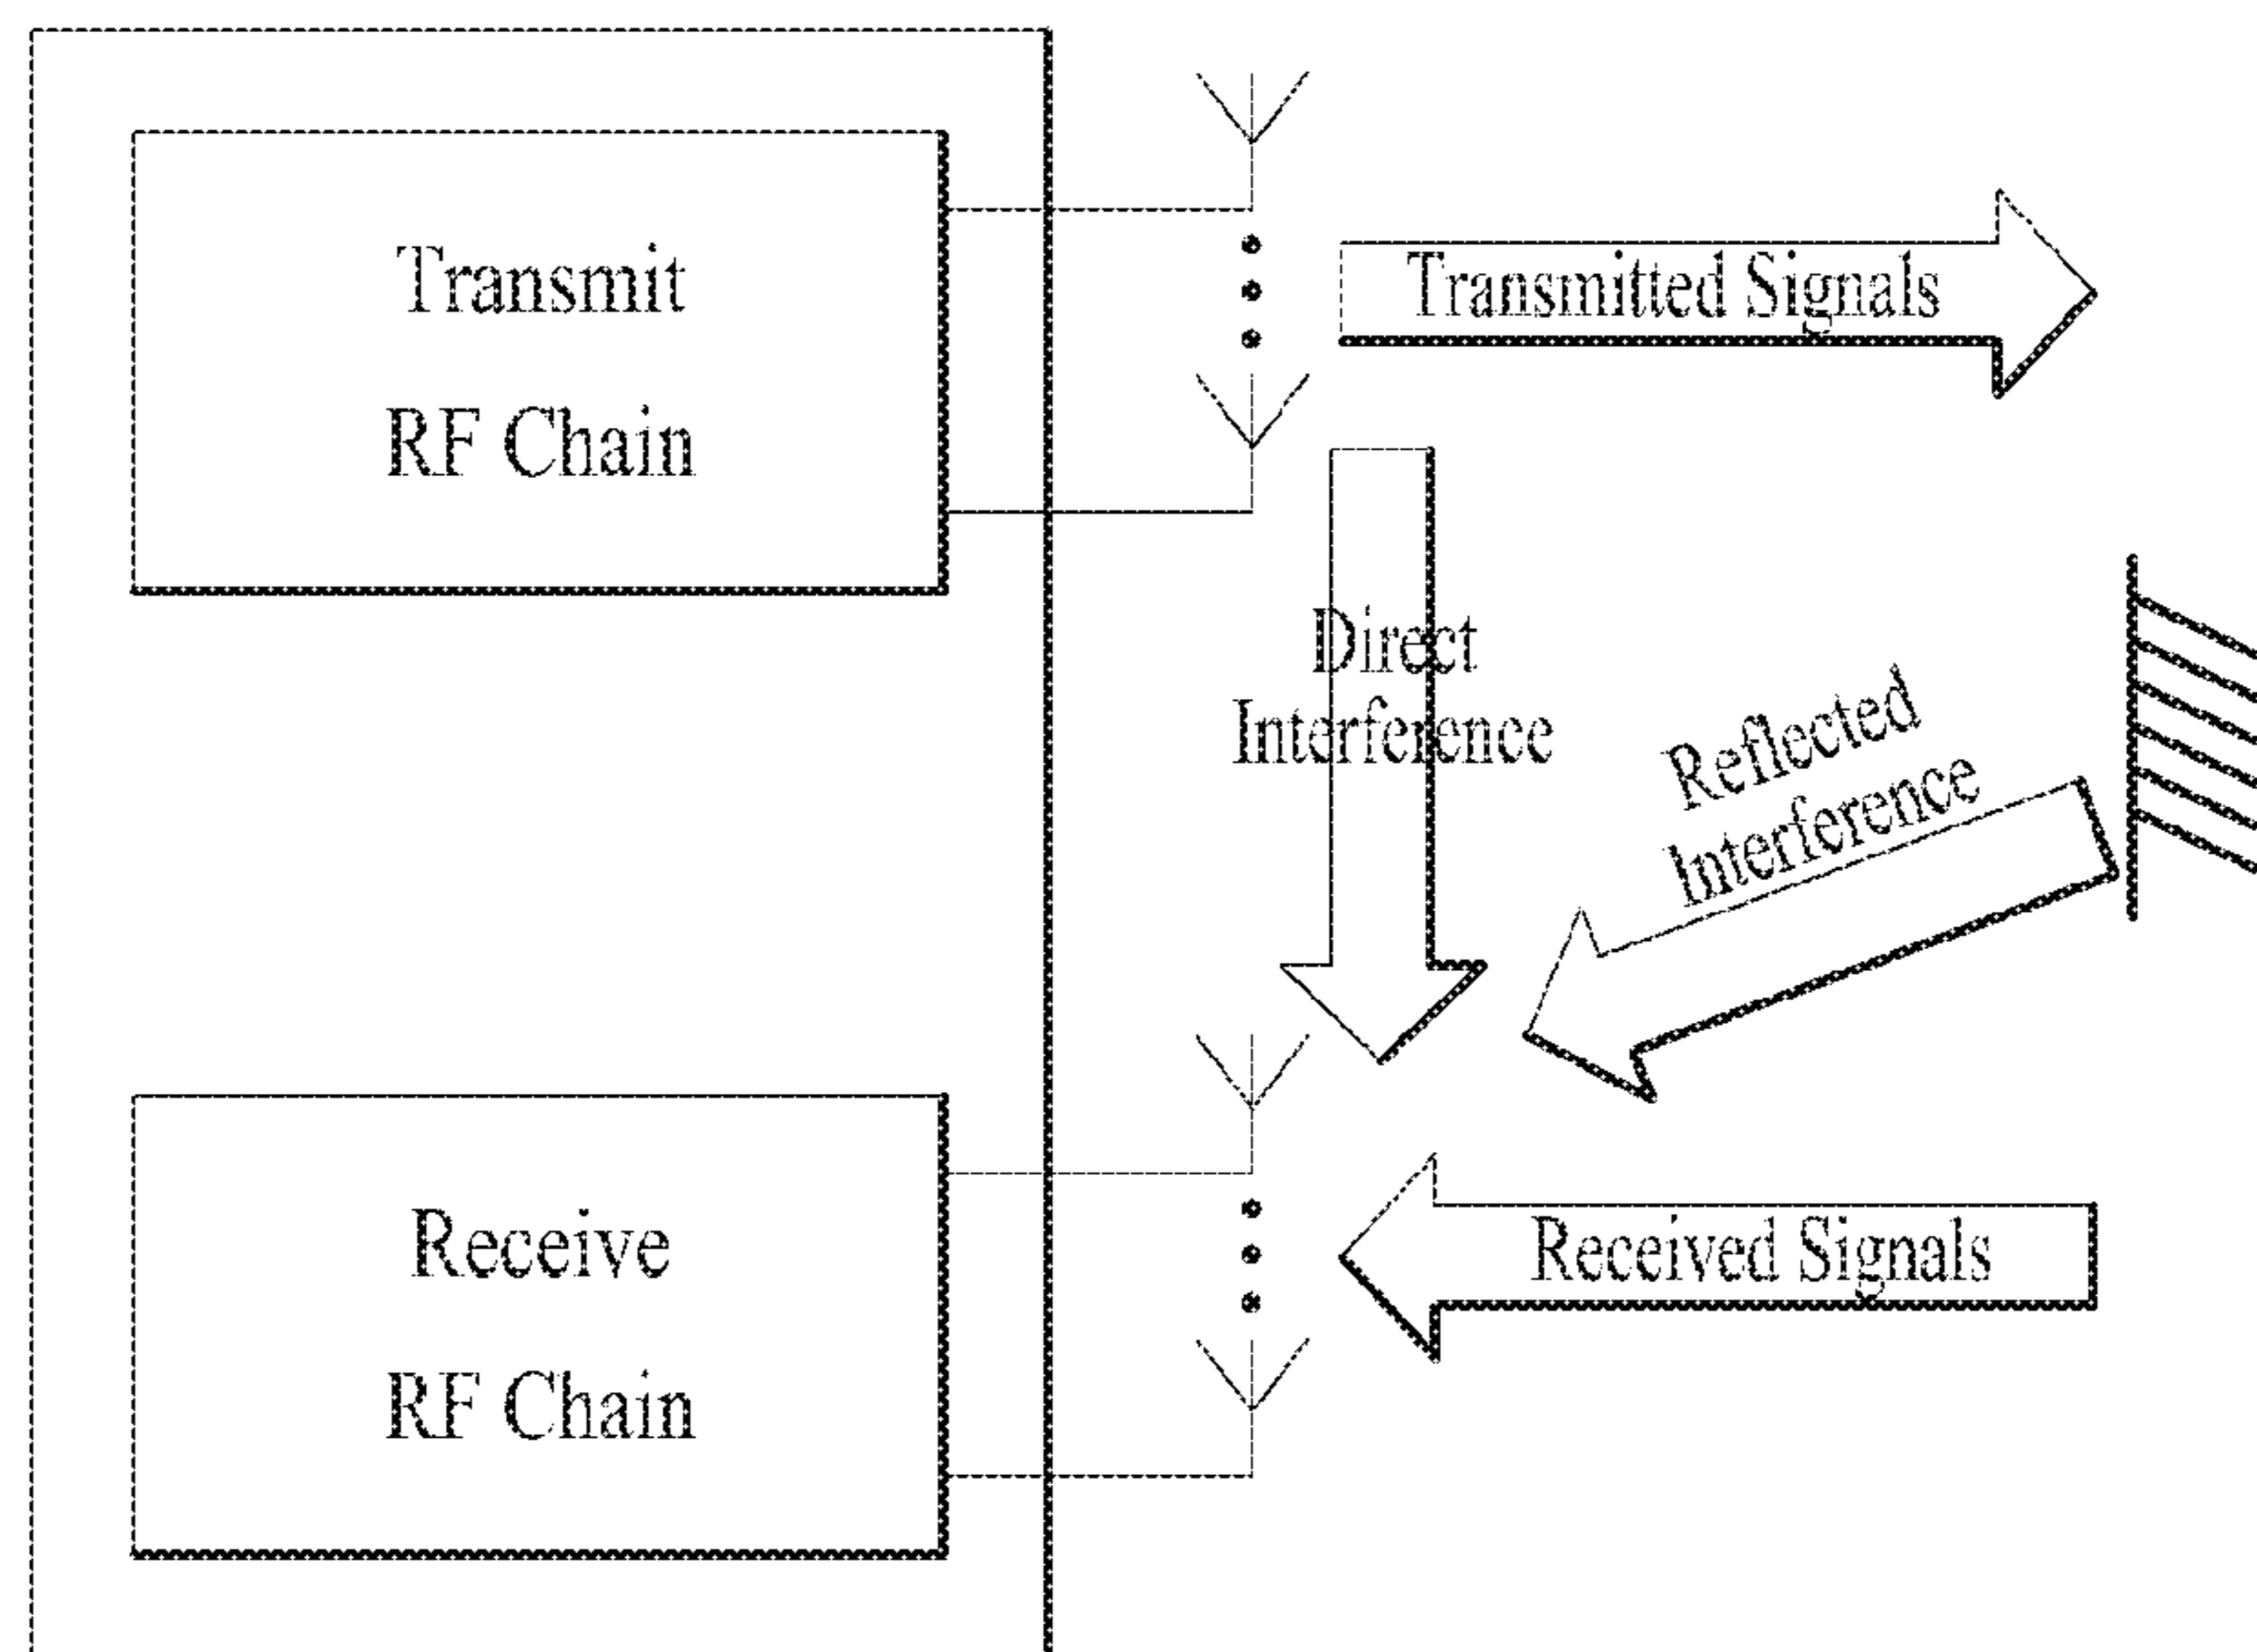 Transmit
RF Chain
Transmitted Signals
Direct
Interference
Reflected
Interference
Receive
RF Chain
Received Signals